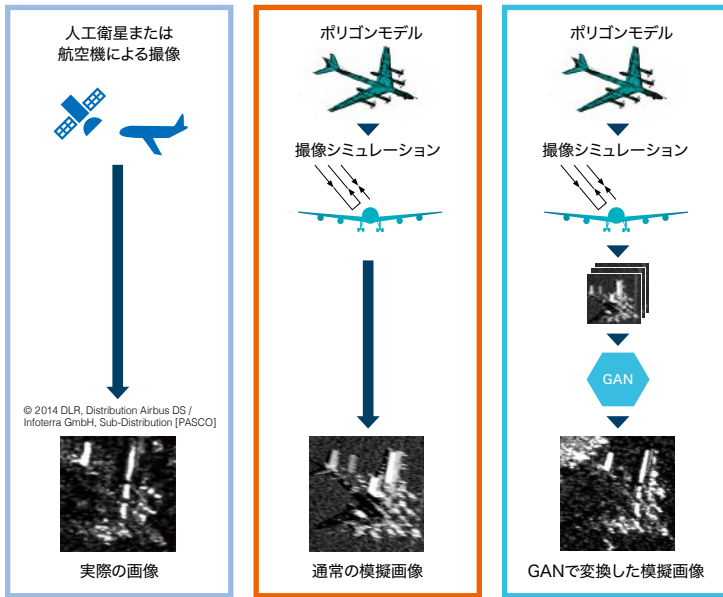 人工衛星または
航空機による撮像
© 2014 DLR, Distribution Airbus DS /
Infoterra GmbH, Sub-Distribution [PASCO]
実際の画像
ポリゴンモデル
撮像シミュレーション
通常の模擬画像
ポリゴンモデル
撮像シミュレーション
GAN
GANで変換した模擬画像